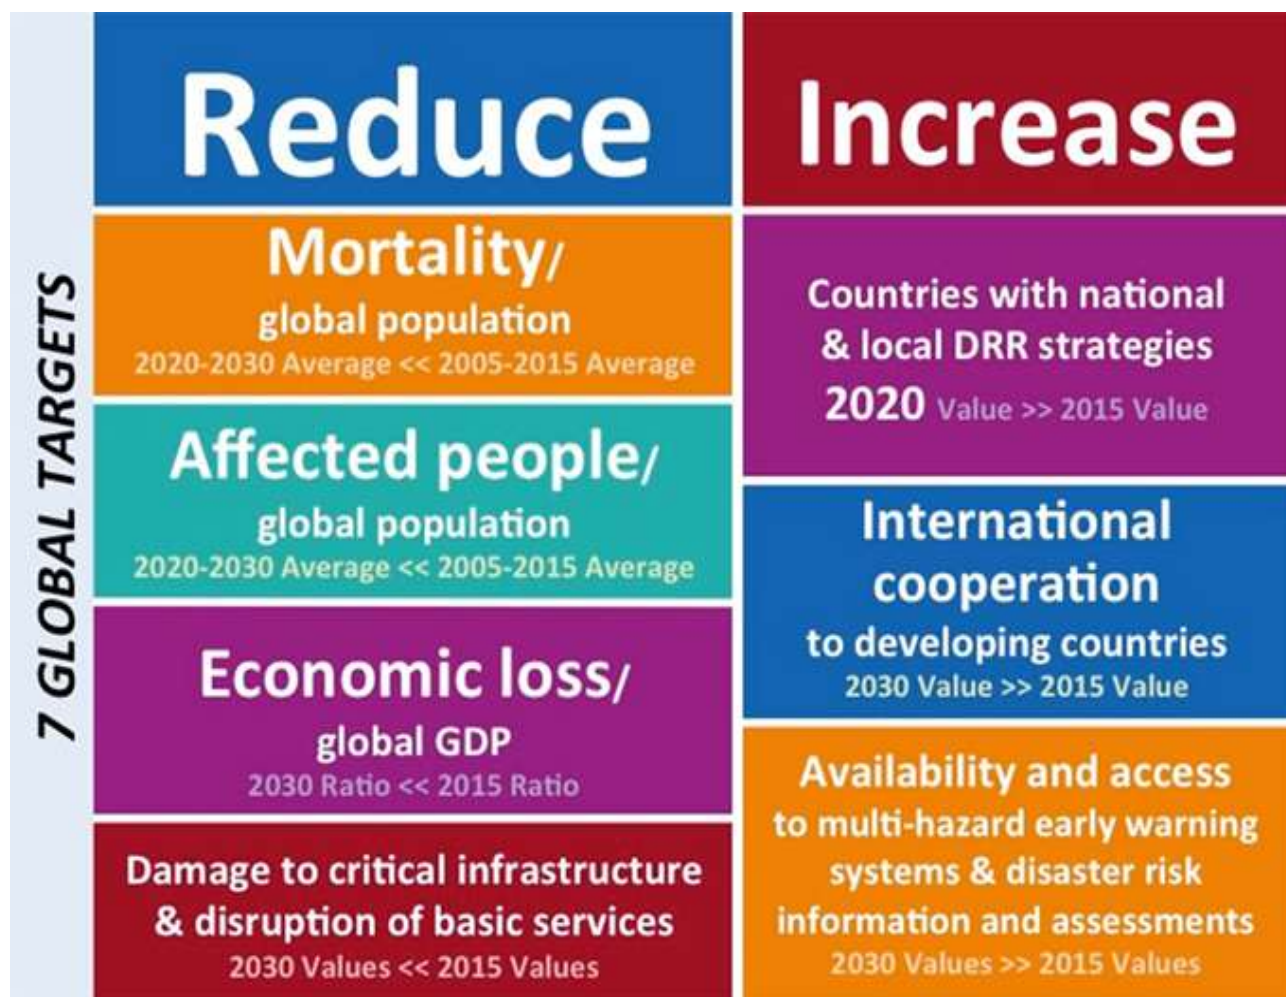 7 GLOBAL TARGETS
Reduce
Mortality/
global population
2020-2030 Average << 2005-2015 Average
Affected people/
global population
2020-2030 Average << 2005-2015 Average
Economic loss/
global GDP
2030 Ratio << 2015 Ratio
Damage to critical infrastructure
& disruption of basic services
2030 Values << 2015 Values
Increase
Countries with national
& local DRR strategies
2020 Value >> 2015 Value
International
cooperation
to developing countries
2030 Value >> 2015 Value
Availability and access
to multi-hazard early warning
systems & disaster risk
information and assessments
2030 Values >> 2015 Values